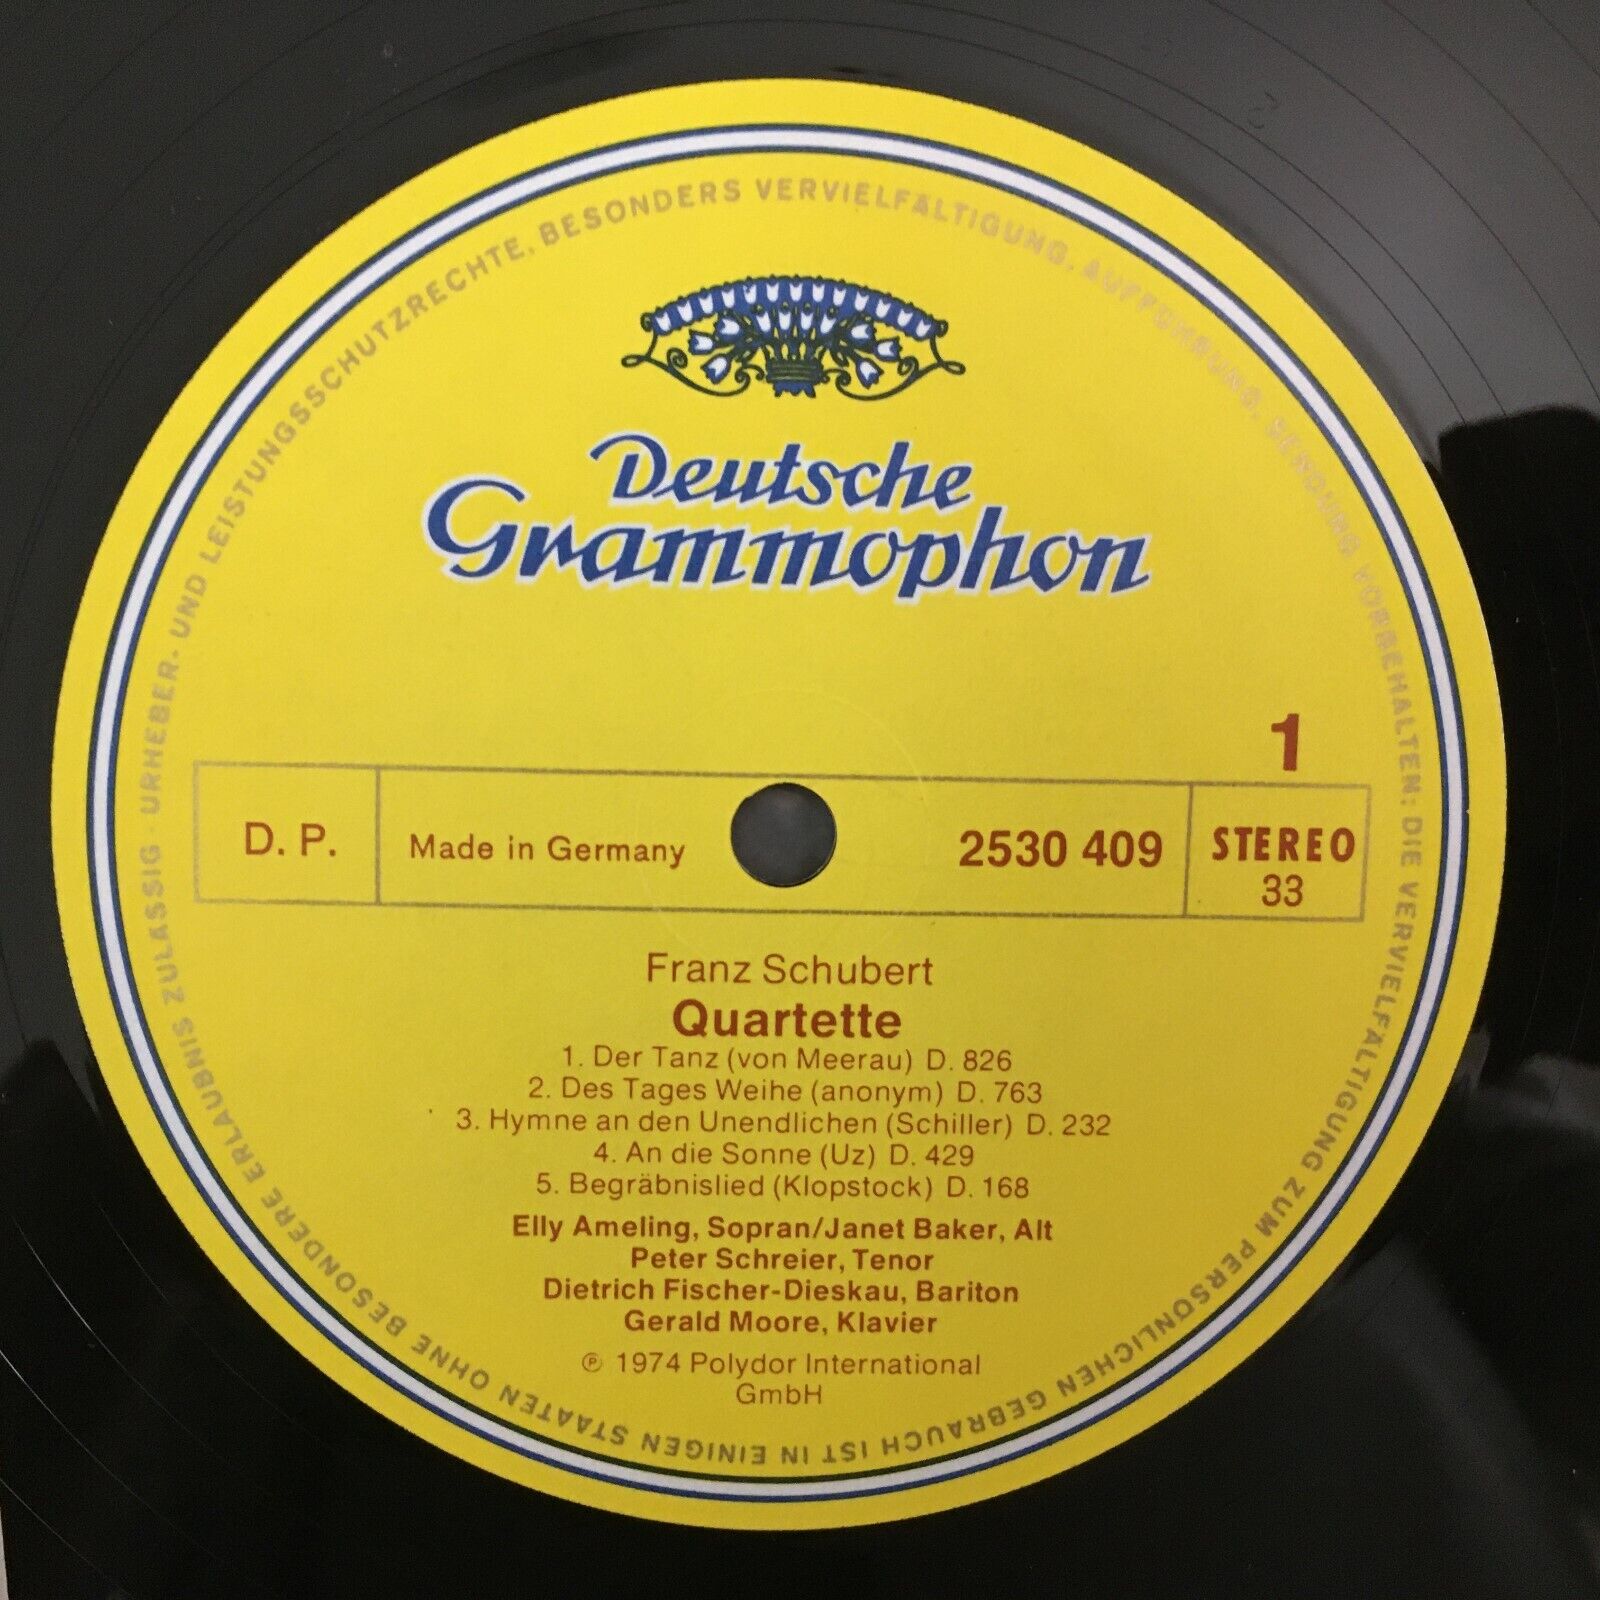 URHEBER- UND LEISTUNGSSCHUTZRECHTE, BESONDERS VERVIELFÄLTIGUNG, AUFFÜHRUNG, SENDUNG VORBEHALTEN: DIE VERVIELFÄLTIGUNG ZUM PERSÖNLICHEN GEBRAUCH IST IN EINIGEN STAATEN OHNE BESONDERE ERLAUBNIS ZULÄSSIG ·
Deutsche
Grammophon
1
D. P.
Made in Germany
2530 409
STEREO
33
Franz Schubert
Quartette
1. Der Tanz (von Meerau) D. 826
2. Des Tages Weihe (anonym) D. 763
3. Hymne an den Unendlichen (Schiller) D. 232
4. An die Sonne (Uz) D. 429
5. Begräbnislied (Klopstock) D. 168
Elly Ameling, Sopran/Janet Baker, Alt
Peter Schreier, Tenor
Dietrich Fischer-Dieskau, Bariton
Gerald Moore, Klavier
℗ 1974 Polydor International
GmbH